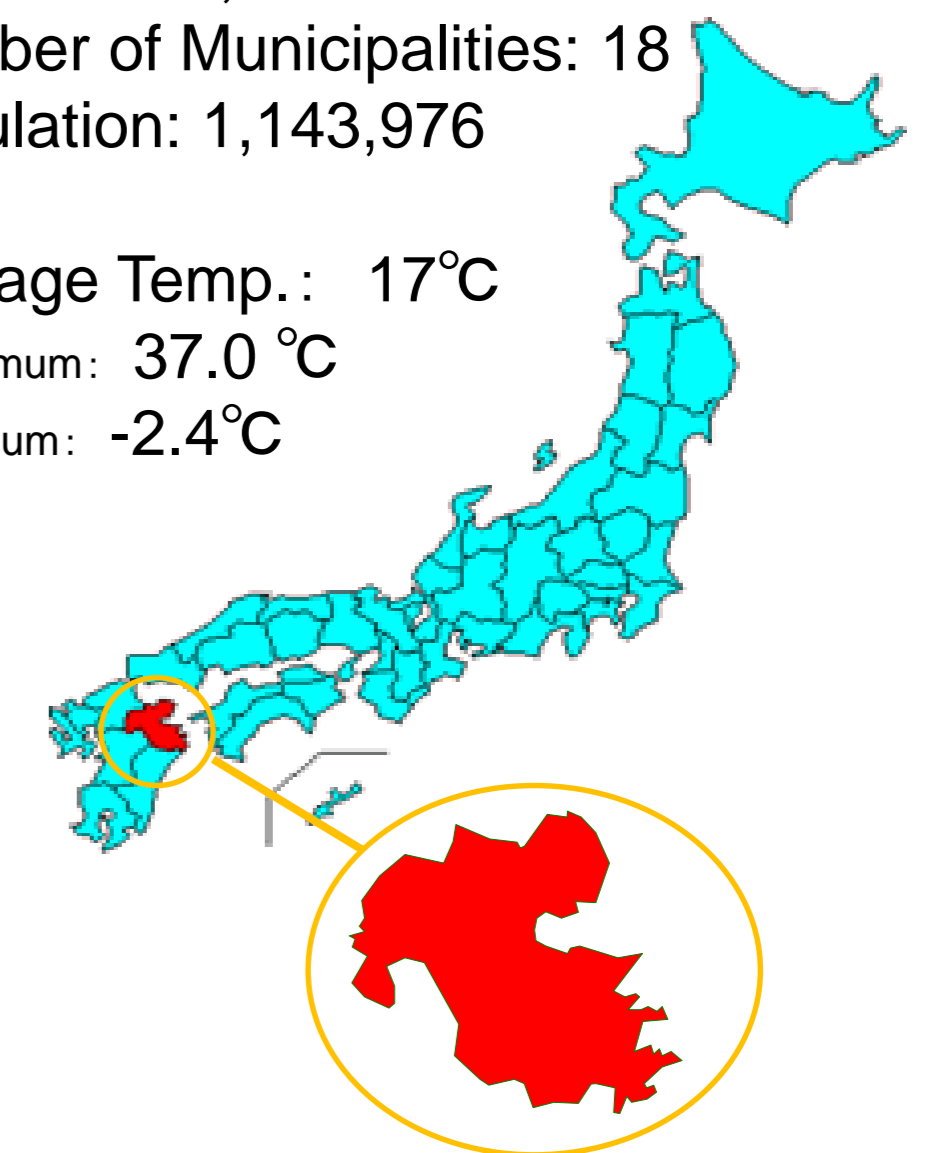 ber of Municipalities: 18
ulation: 1,143,976
age Temp.： 17℃
mum： 37.0 ℃
um： -2.4℃